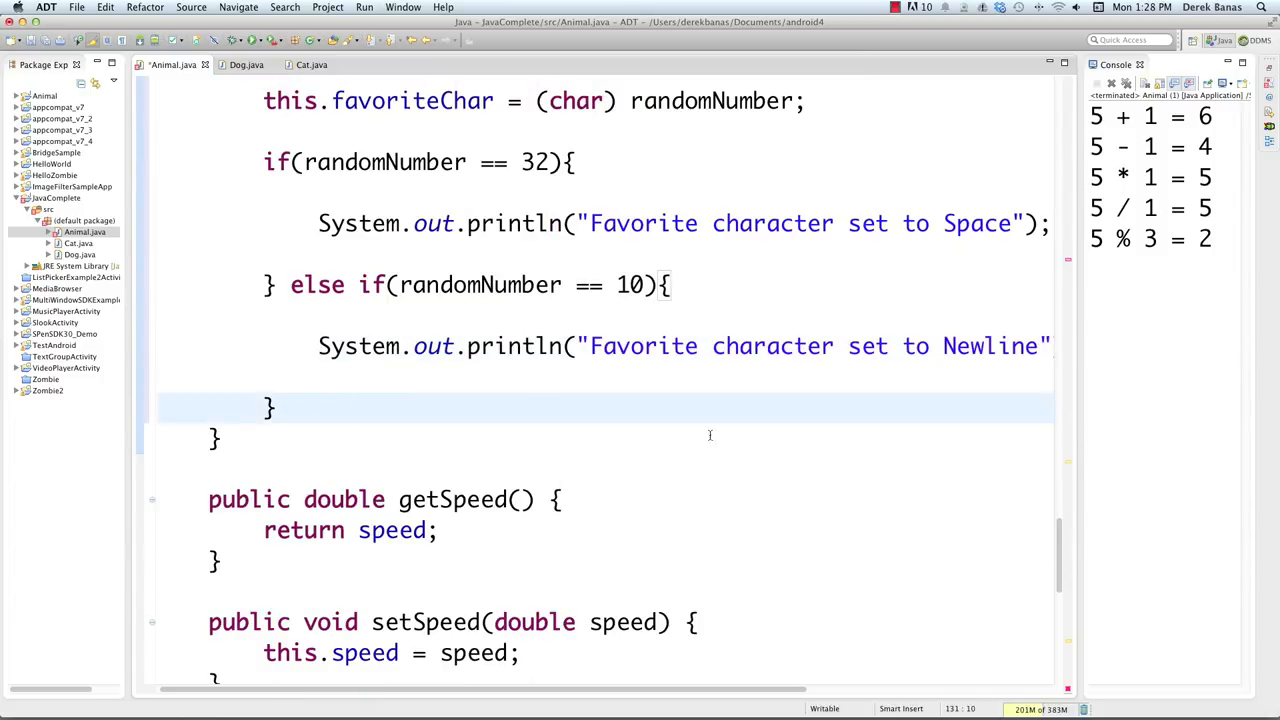 ADT File Edit Refactor Source Navigate Search Project Run Window Help 10 Mon 1:28 PM Derek Banas
Java - JavaComplete/src/Animal.java - ADT - /Users/derekbanas/Documents/android4
Quick Access Java DDMS
Package Exp *Animal.java Dog.java Cat.java Console
<terminated> Animal (1) [Java Application] /S
Animal
appcompat_v7
appcompat_v7_2
appcompat_v7_3
appcompat_v7_4
BridgeSample
HelloWorld
HelloZombie
ImageFilterSampleApp
JavaComplete
src
(default package)
Animal.java
Cat.java
Dog.java
JRE System Library [Ja
ListPickerExample2Activi
MediaBrowser
MultiWindowSDKExample
MusicPlayerActivity
SlookActivity
SPenSDK30_Demo
TestAndroid
TextGroupActivity
VideoPlayerActivity
Zombie
Zombie2
this.favoriteChar = (char) randomNumber;
if(randomNumber == 32){
System.out.println("Favorite character set to Space");
} else if(randomNumber == 10){
System.out.println("Favorite character set to Newline")
}
}
public double getSpeed() {
return speed;
}
public void setSpeed(double speed) {
this.speed = speed;
}
5 + 1 = 6
5 - 1 = 4
5 * 1 = 5
5 / 1 = 5
5 % 3 = 2
Writable Smart Insert 131 : 10 201M of 383M